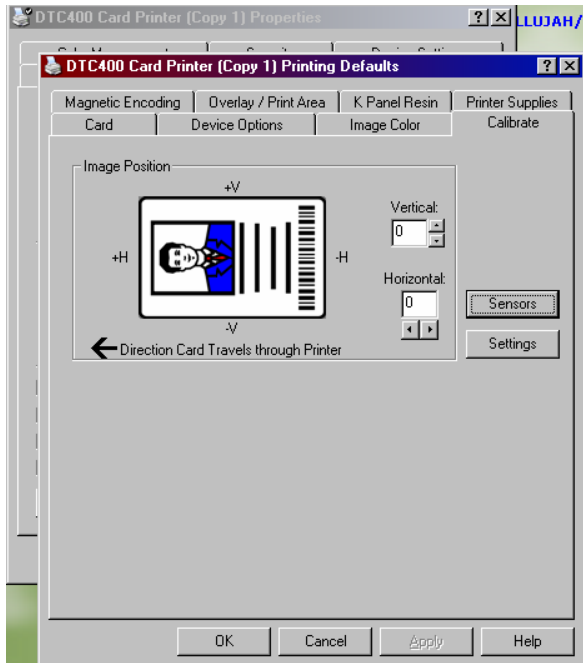 DTC400 Card Printer (Copy 1) Properties
LLUJAH/
DTC400 Card Printer (Copy 1) Printing Defaults
Magnetic Encoding Overlay / Print Area K Panel Resin Printer Supplies
Card Device Options Image Color Calibrate
Image Position
+V
Vertical:
0
+H
-H
Horizontal:
0
Sensors
-V
Direction Card Travels through Printer
Settings
OK Cancel Apply Help